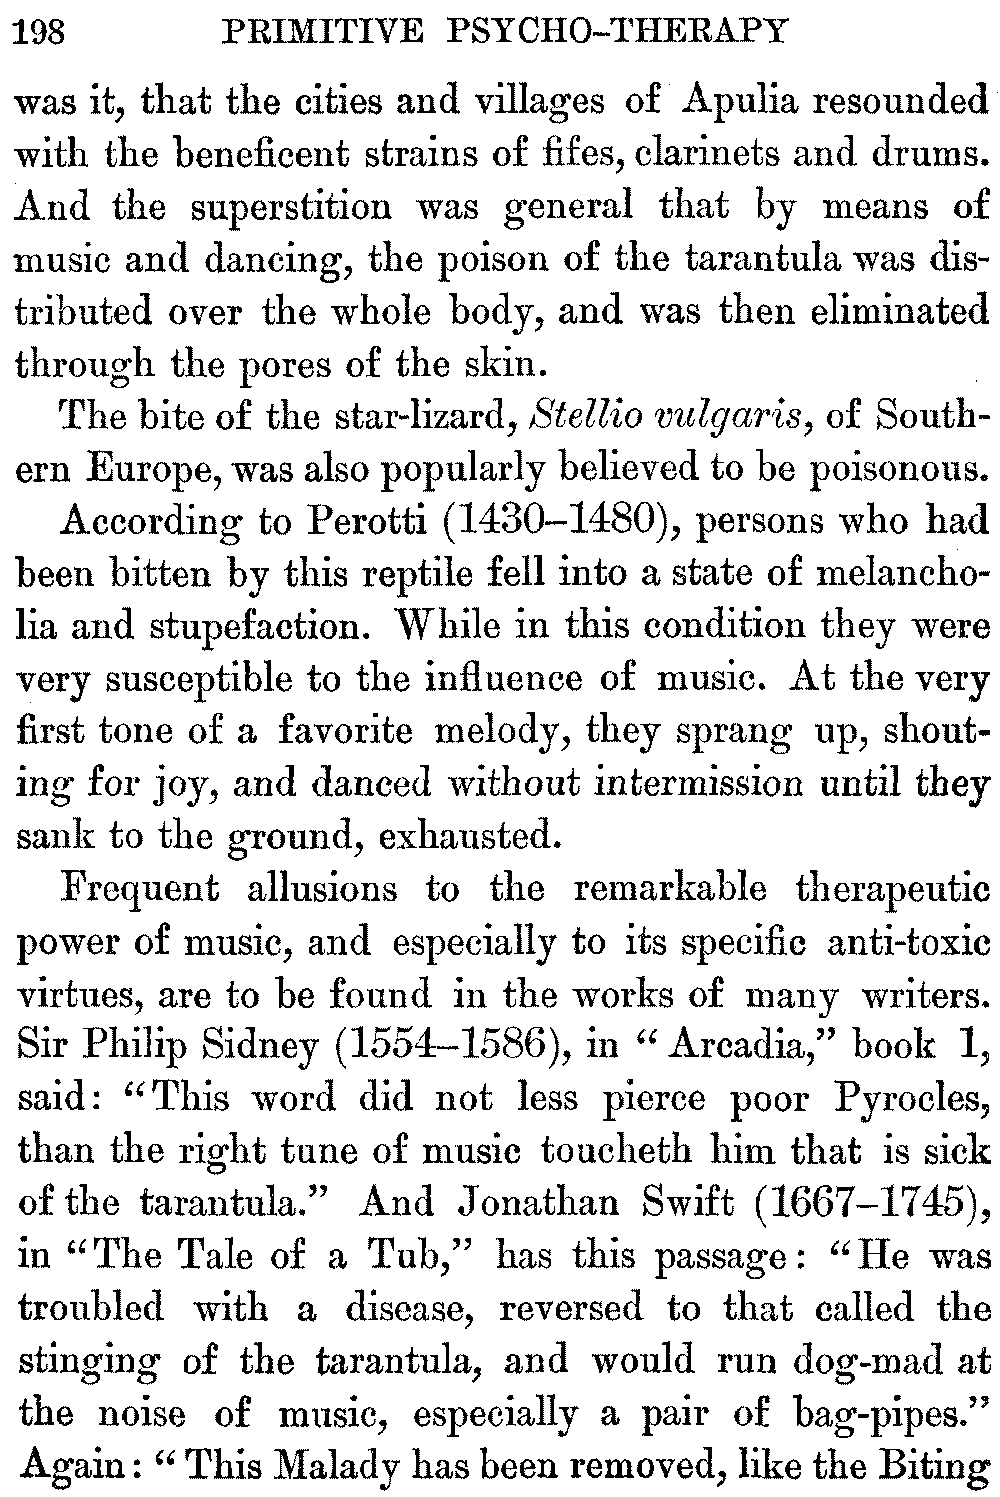 198 PRIMITIVE PSYCHO-THERAPY
was it, that the cities and villages of Apulia resounded
with the beneficent strains of fifes, clarinets and drums.
And the superstition was general that by means of
music and dancing, the poison of the tarantula was dis-
tributed over the whole body, and was then eliminated
through the pores of the skin.
The bite of the star-lizard, Stellio vulgaris, of South-
ern Europe, was also popularly believed to be poisonous.
According to Perotti (1430–1480), persons who had
been bitten by this reptile fell into a state of melancho-
lia and stupefaction. While in this condition they were
very susceptible to the influence of music. At the very
first tone of a favorite melody, they sprang up, shout-
ing for joy, and danced without intermission until they
sank to the ground, exhausted.
Frequent allusions to the remarkable therapeutic
power of music, and especially to its specific anti-toxic
virtues, are to be found in the works of many writers.
Sir Philip Sidney (1554–1586), in “Arcadia,” book 1,
said: “This word did not less pierce poor Pyrocles,
than the right tune of music toucheth him that is sick
of the tarantula.” And Jonathan Swift (1667–1745),
in “The Tale of a Tub,” has this passage: “He was
troubled with a disease, reversed to that called the
stinging of the tarantula, and would run dog-mad at
the noise of music, especially a pair of bag-pipes.”
Again: “This Malady has been removed, like the Biting